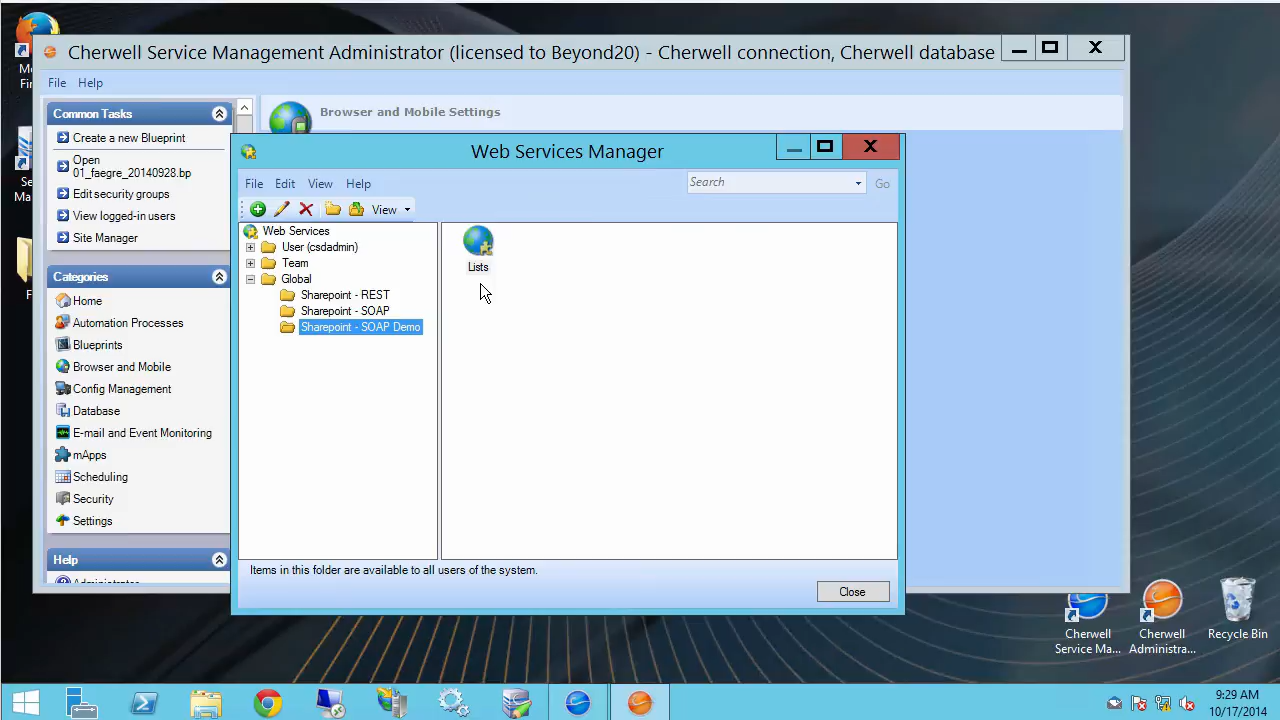 Cherwell Service Management Administrator (licensed to Beyond20) - Cherwell connection, Cherwell database
File Help
Common Tasks
Create a new Blueprint
Open
01_faegre_20140928.bp
Edit security groups
View logged-in users
Site Manager
Categories
Home
Automation Processes
Blueprints
Browser and Mobile
Config Management
Database
E-mail and Event Monitoring
mApps
Scheduling
Security
Settings
Help
Browser and Mobile Settings
Web Services Manager
File Edit View Help
Search
Go
View
Web Services
User (csdadmin)
Team
Global
Sharepoint - REST
Sharepoint - SOAP
Sharepoint - SOAP Demo
Lists
Items in this folder are available to all users of the system.
Close
Cherwell
Service Ma...
Cherwell
Administra...
Recycle Bin
9:29 AM
10/17/2014